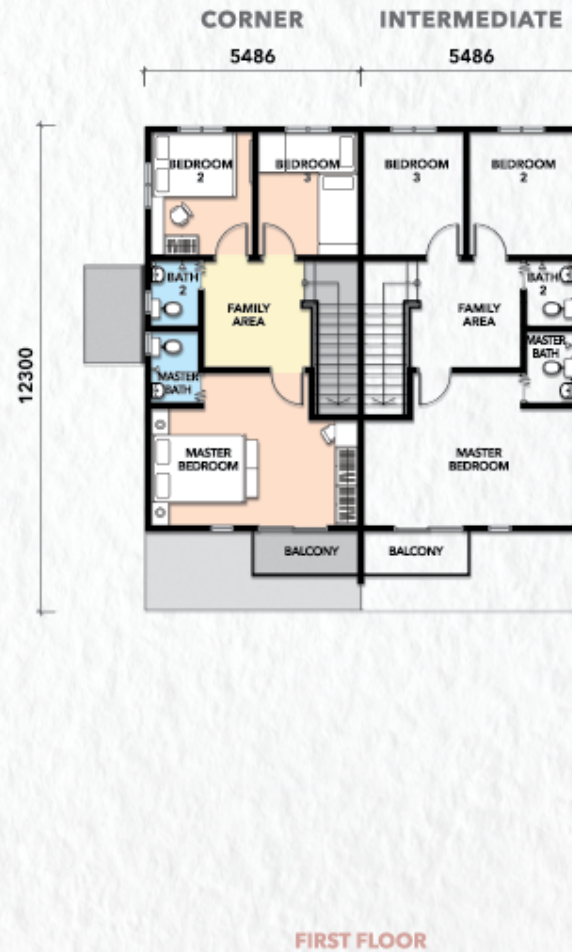 CORNER
INTERMEDIATE
5486
5486
12300
BEDROOM
2
BEDROOM
3
BEDROOM
3
BEDROOM
2
BATH
2
FAMILY
AREA
FAMILY
AREA
BATH
2
MASTER
BATH
MASTER
BATH
MASTER
BEDROOM
MASTER
BEDROOM
BALCONY
BALCONY
FIRST FLOOR